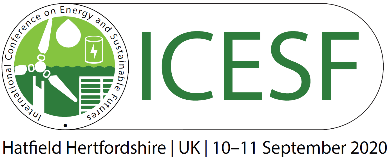 International Conference on Energy and Sustainable Futures
ICESF
Hatfield Hertfordshire | UK | 10–11 September 2020